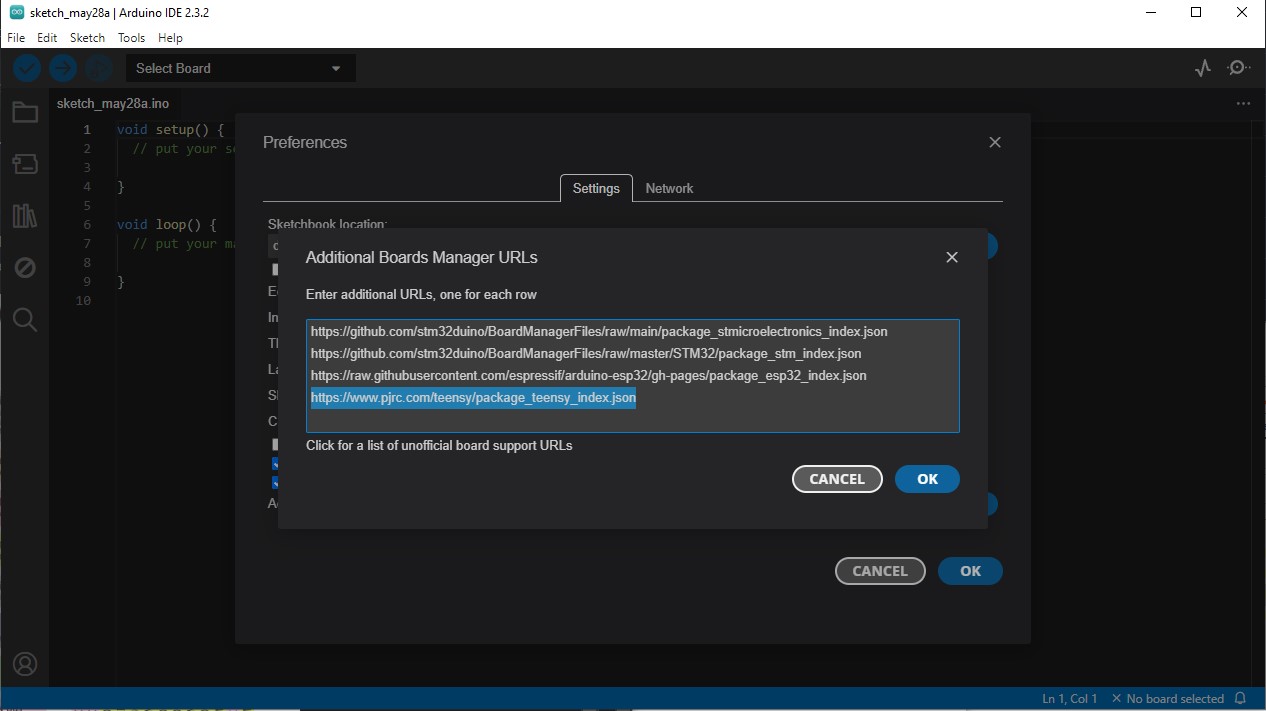 sketch_may28a | Arduino IDE 2.3.2
File Edit Sketch Tools Help
Select Board
sketch_may28a.ino
1 void setup() {
2 // put your s
3
4 }
5
6 void loop() {
7 // put your m
8
9 }
10
Preferences
Settings Network
Sketchbook location:
Additional Boards Manager URLs
Enter additional URLs, one for each row
https://github.com/stm32duino/BoardManagerFiles/raw/main/package_stmicroelectronics_index.json
https://github.com/stm32duino/BoardManagerFiles/raw/master/STM32/package_stm_index.json
https://raw.githubusercontent.com/espressif/arduino-esp32/gh-pages/package_esp32_index.json
https://www.pjrc.com/teensy/package_teensy_index.json
Click for a list of unofficial board support URLs
CANCEL OK
CANCEL OK
Ln 1, Col 1 No board selected